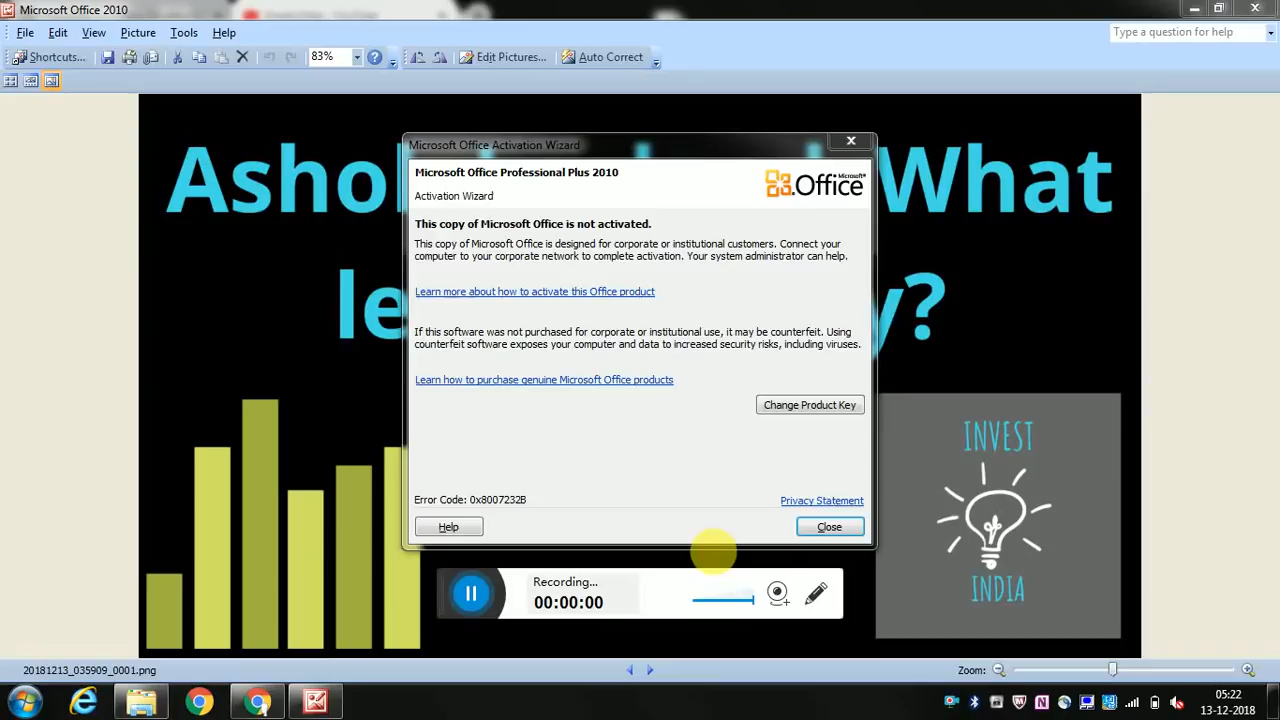 Microsoft Office 2010
File Edit View Picture Tools Help
Type a question for help
Shortcuts...
83%
Edit Pictures...
Auto Correct
Asho What
le y?
Microsoft Office Activation Wizard
Microsoft Office Professional Plus 2010
Activation Wizard
Microsoft Office
This copy of Microsoft Office is not activated.
This copy of Microsoft Office is designed for corporate or institutional customers. Connect your
computer to your corporate network to complete activation. Your system administrator can help.
Learn more about how to activate this Office product
If this software was not purchased for corporate or institutional use, it may be counterfeit. Using
counterfeit software exposes your computer and data to increased security risks, including viruses.
Learn how to purchase genuine Microsoft Office products
Change Product Key
Error Code: 0x8007232B
Privacy Statement
Help
Close
INVEST
INDIA
Recording...
00:00:00
20181213_035909_0001.png
Zoom:
05:22
13-12-2018